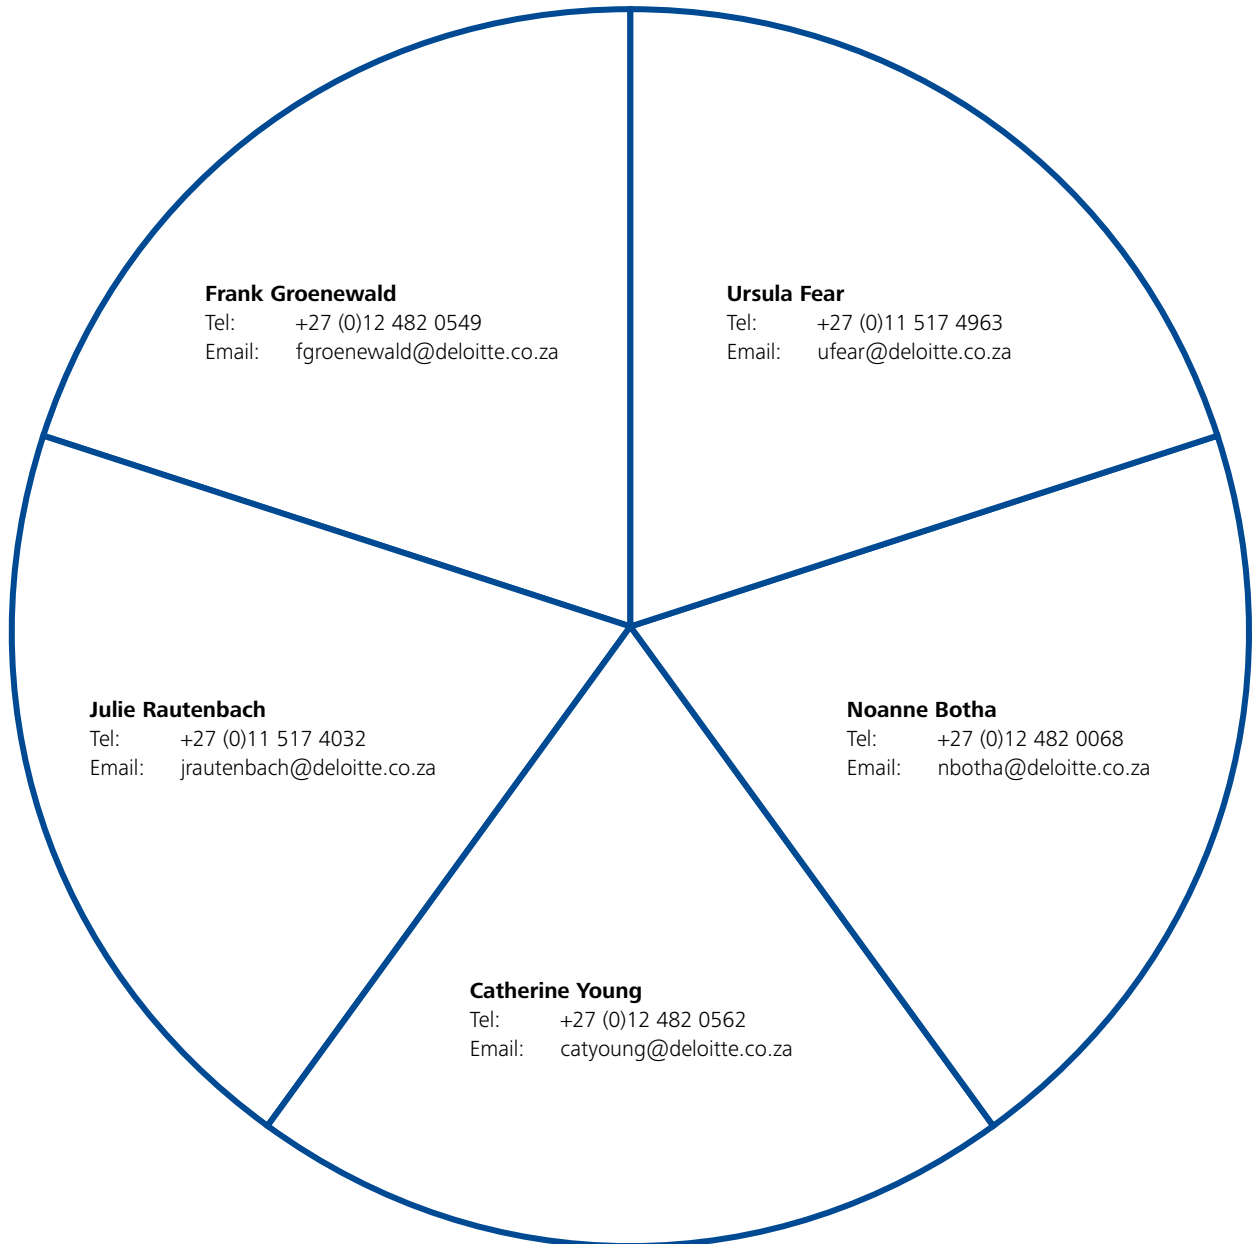 Frank Groenewald
Tel: +27 (0)12 482 0549
Email: fgroenewald@deloitte.co.za
Ursula Fear
Tel: +27 (0)11 517 4963
Email: ufear@deloitte.co.za
Julie Rautenbach
Tel: +27 (0)11 517 4032
Email: jrautenbach@deloitte.co.za
Noanne Botha
Tel: +27 (0)12 482 0068
Email: nbotha@deloitte.co.za
Catherine Young
Tel: +27 (0)12 482 0562
Email: catyoung@deloitte.co.za